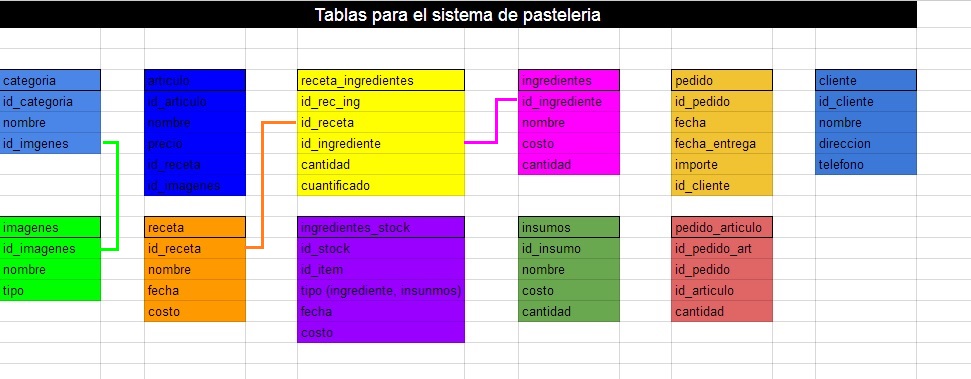 Tablas para el sistema de pasteleria
categoria
id_categoria
nombre
id_imgenes
articulo
id_articulo
nombre
precio
id_receta
id_imagenes
receta_ingredientes
id_rec_ing
id_receta
id_ingrediente
cantidad
cuantificado
ingredientes
id_ingrediente
nombre
costo
cantidad
pedido
id_pedido
fecha
fecha_entrega
importe
id_cliente
cliente
id_cliente
nombre
direccion
telefono
imagenes
id_imagenes
nombre
tipo
receta
id_receta
nombre
fecha
costo
ingredientes_stock
id_stock
id_item
tipo (ingrediente, insunmos)
fecha
costo
insumos
id_insumo
nombre
costo
cantidad
pedido_articulo
id_pedido_art
id_pedido
id_articulo
cantidad